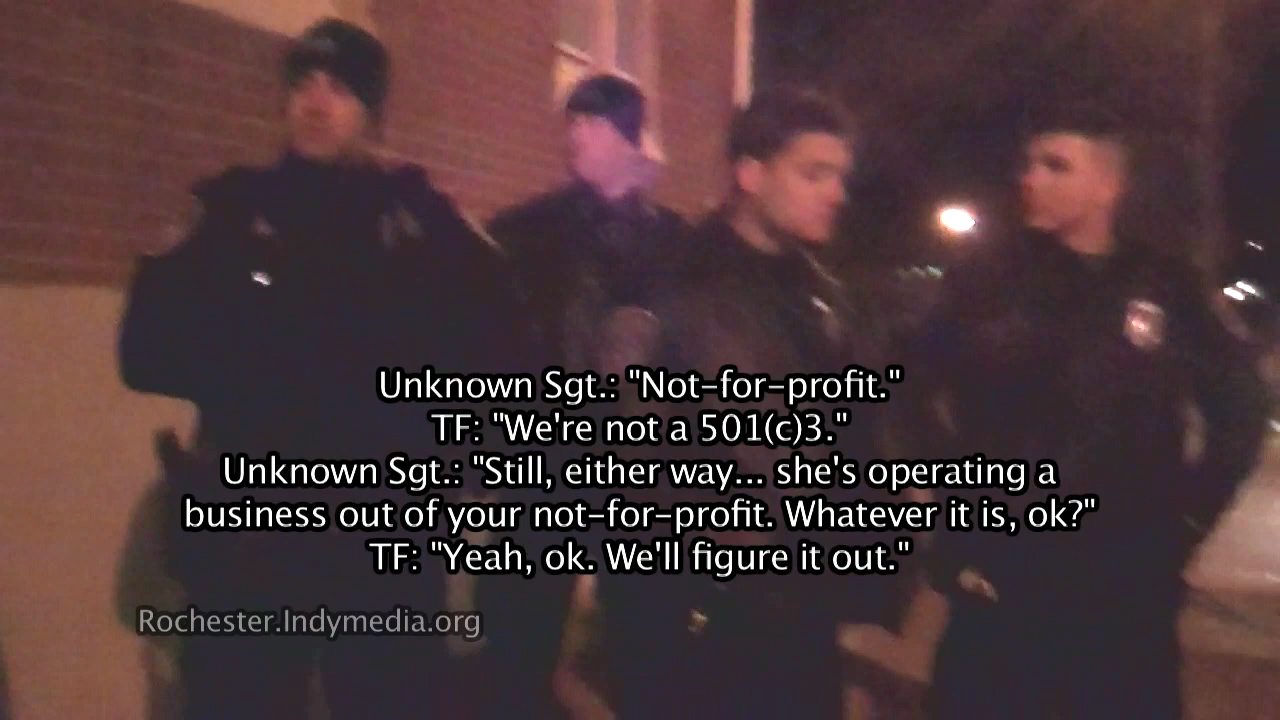 Unknown Sgt.: "Not-for-profit."
TF: "We're not a 501(c)3."
Unknown Sgt.: "Still, either way... she's operating a
business out of your not-for-profit. Whatever it is, ok?"
TF: "Yeah, ok. We'll figure it out."
Rochester.Indymedia.org